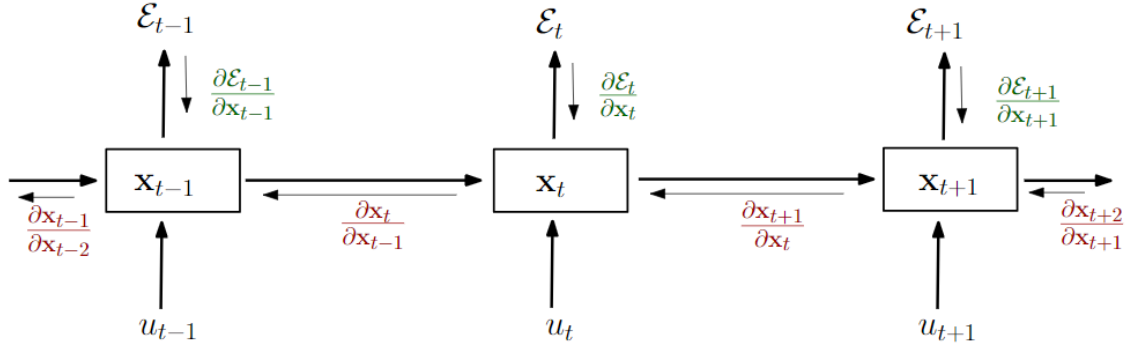 ℰ_{t−1} ℰ_t ℰ_{t+1}
∂ℰ_{t−1}/∂x_{t−1} ∂ℰ_t/∂x_t ∂ℰ_{t+1}/∂x_{t+1}
x_{t−1} x_t x_{t+1}
∂x_{t−1}/∂x_{t−2} ∂x_t/∂x_{t−1} ∂x_{t+1}/∂x_t ∂x_{t+2}/∂x_{t+1}
u_{t−1} u_t u_{t+1}